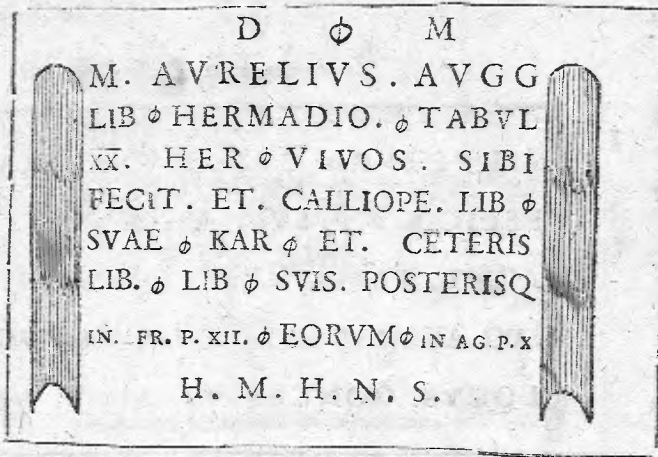 D ϕ M
M. AVRELIVS. AVGG
LIB ϕ HERMADIO. ϕ TABVL
X̅X̅. HER ϕ VIVOS. SIBI
FECIT. ET. CALLIOPE. LIB ϕ
SVAE ϕ KAR ϕ ET. CETERIS
LIB. ϕ LIB ϕ SVIS. POSTERISQ
IN. FR. P. XII. ϕ EORVM ϕ IN AG. P. X
H. M. H. N. S.